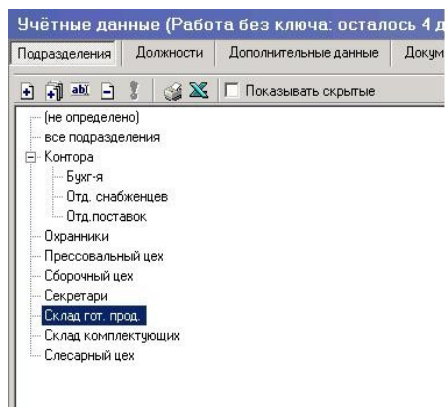 Учётные данные (Работа без ключа: осталось 4 д
Подразделения Должности Дополнительные данные Докум
abI Показывать скрытые
(не определено)
все подразделения
Контора
Бухг-я
Отд. снабженцев
Отд.поставок
Охранники
Прессовальный цех
Сборочный цех
Секретари
Склад гот. прод.
Склад комплектующих
Слесарный цех